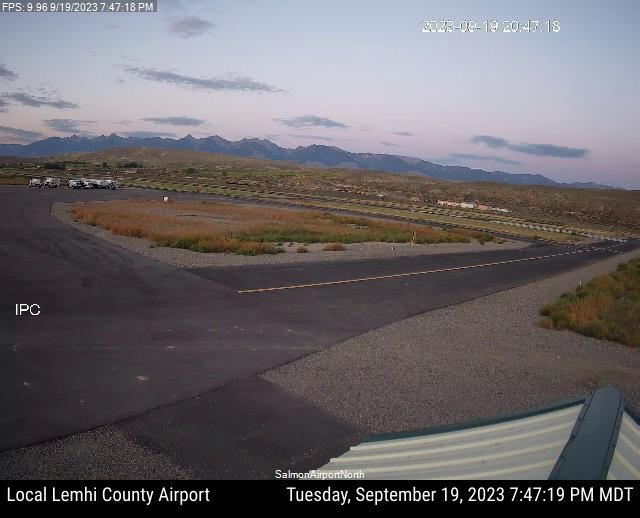 FPS: 9.96 9/19/2023 7:47:18 PM
2023-09-19 20:47:18
IPC
SalmonAirportNorth
Local Lemhi County Airport
Tuesday, September 19, 2023 7:47:19 PM MDT